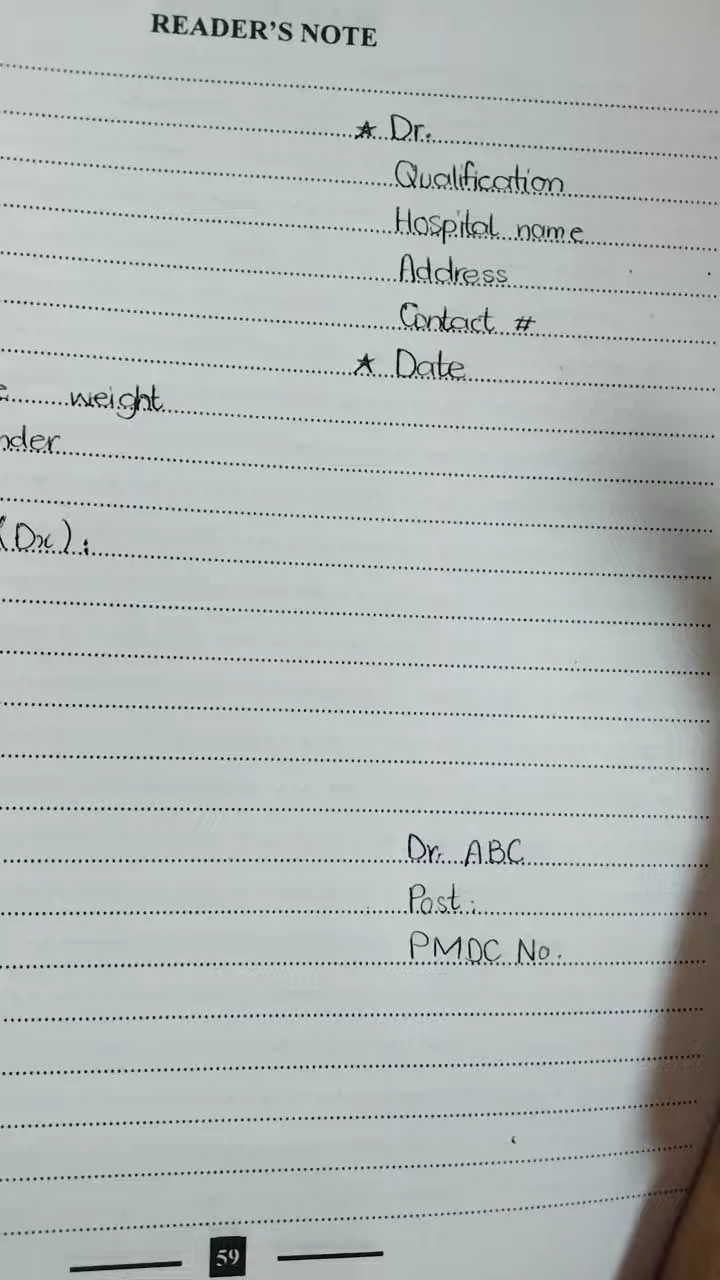 READER'S NOTE
★ Dr.
Qualification
Hospital name
Address
Contact #
★ Date
weight
nder
(Dx):
Dr. ABC
Post:
PMDC No.
59